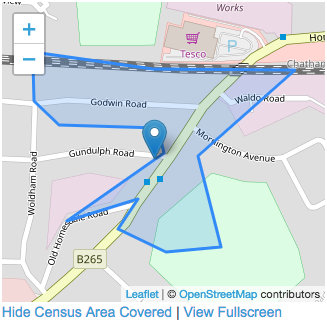 Works
+
−
Tesco
P
Hou
Chatham
Godwin Road
Waldo Road
Mornington Avenue
Gundulph Road
Woldham Road
Old Homesdale Road
B265
Leaflet | © OpenStreetMap contributors
Hide Census Area Covered | View Fullscreen